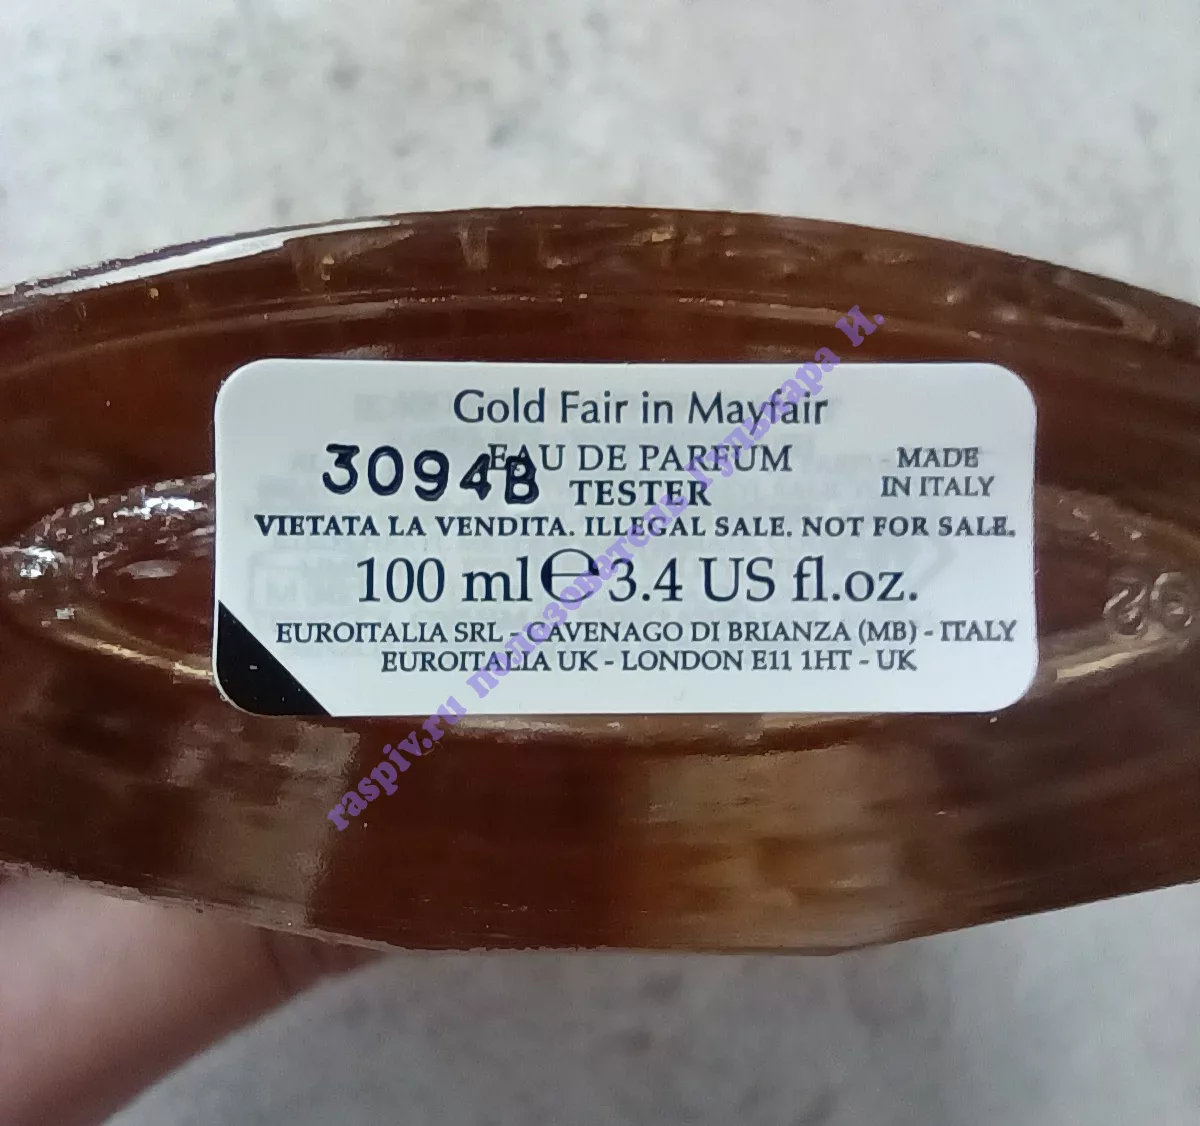 Gold Fair in Mayfair
EAU DE PARFUM
3094B
TESTER
MADE
IN ITALY
VIETATA LA VENDITA. ILLEGAL SALE. NOT FOR SALE.
100 ml ℮ 3.4 US fl.oz.
EUROITALIA SRL - CAVENAGO DI BRIANZA (MB) - ITALY
EUROITALIA UK - LONDON E11 1HT - UK
raspiv.ru пользователь Гульнара И.